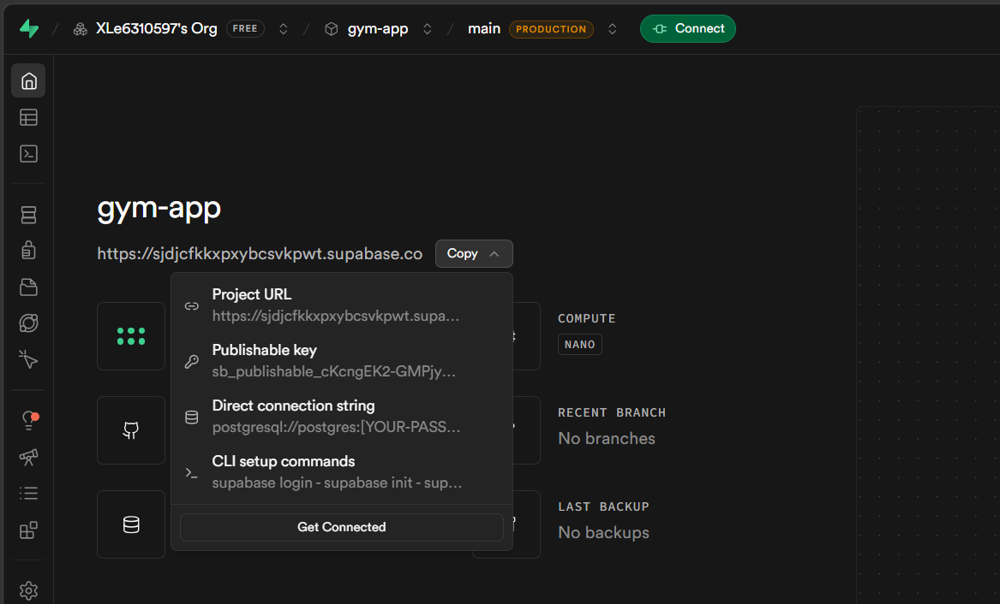 XLe6310597's Org FREE gym-app main PRODUCTION Connect
gym-app
https://sjdjcfkkxpxybcsvkpwt.supabase.co Copy
Project URL
https://sjdjcfkkxpxybcsvkpwt.supa...
Publishable key
sb_publishable_cKcngEK2-GMPjy...
Direct connection string
postgresql://postgres:[YOUR-PASS...
CLI setup commands
supabase login - supabase init - sup...
Get Connected
COMPUTE
NANO
RECENT BRANCH
No branches
LAST BACKUP
No backups